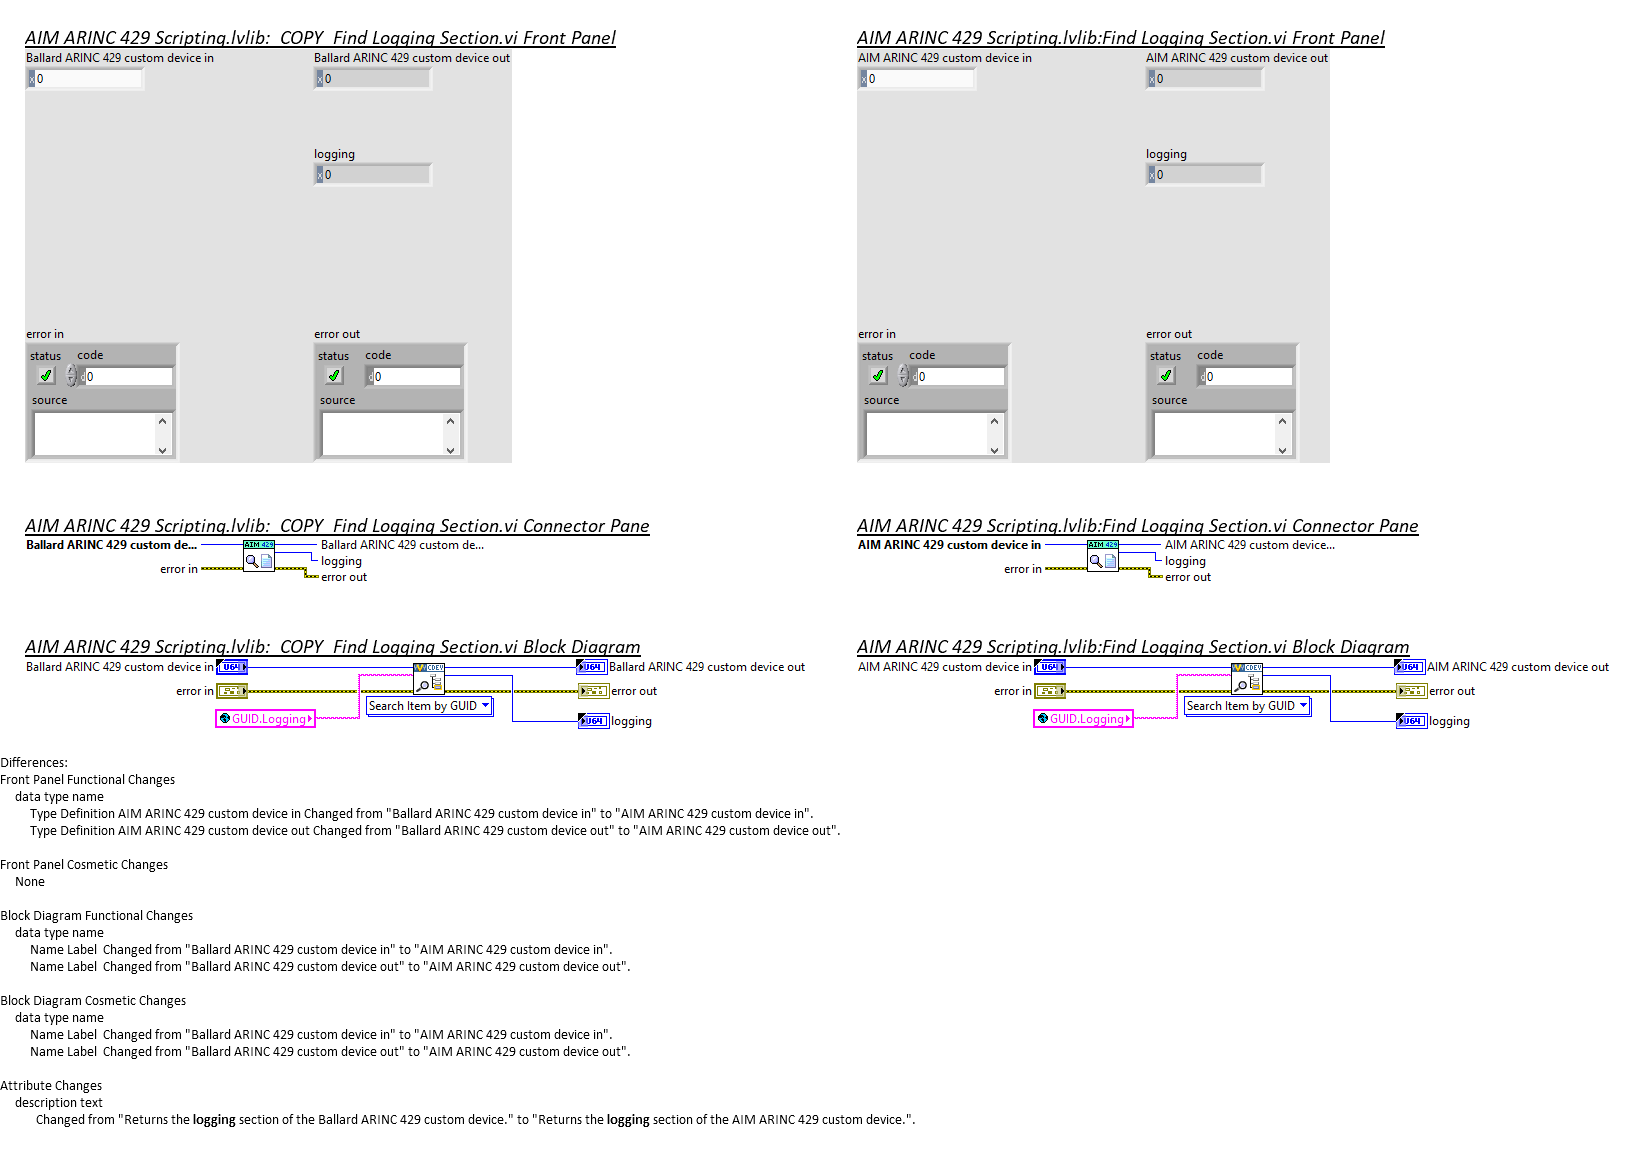 AIM ARINC 429 Scripting.lvlib:  COPY  Find Logging Section.vi Front Panel
Ballard ARINC 429 custom device in
Ballard ARINC 429 custom device out
x 0
x 0
logging
x 0
error in
error out
status code
status code
d 0
d 0
source
source
AIM ARINC 429 Scripting.lvlib:Find Logging Section.vi Front Panel
AIM ARINC 429 custom device in
AIM ARINC 429 custom device out
x 0
x 0
logging
x 0
error in
error out
status code
status code
d 0
d 0
source
source
AIM ARINC 429 Scripting.lvlib:  COPY  Find Logging Section.vi Connector Pane
Ballard ARINC 429 custom de...
AIM 429
Ballard ARINC 429 custom de...
logging
error in
error out
AIM ARINC 429 Scripting.lvlib:Find Logging Section.vi Connector Pane
AIM ARINC 429 custom device in
AIM 429
AIM ARINC 429 custom device...
logging
error in
error out
AIM ARINC 429 Scripting.lvlib:  COPY  Find Logging Section.vi Block Diagram
Ballard ARINC 429 custom device in
U64
CDEV
U64
Ballard ARINC 429 custom device out
error in
error out
Search Item by GUID
GUID.Logging
U64
logging
AIM ARINC 429 Scripting.lvlib:Find Logging Section.vi Block Diagram
AIM ARINC 429 custom device in
U64
CDEV
U64
AIM ARINC 429 custom device out
error in
error out
Search Item by GUID
GUID.Logging
U64
logging
Differences:
Front Panel Functional Changes
data type name
Type Definition AIM ARINC 429 custom device in Changed from "Ballard ARINC 429 custom device in" to "AIM ARINC 429 custom device in".
Type Definition AIM ARINC 429 custom device out Changed from "Ballard ARINC 429 custom device out" to "AIM ARINC 429 custom device out".
Front Panel Cosmetic Changes
None
Block Diagram Functional Changes
data type name
Name Label  Changed from "Ballard ARINC 429 custom device in" to "AIM ARINC 429 custom device in".
Name Label  Changed from "Ballard ARINC 429 custom device out" to "AIM ARINC 429 custom device out".
Block Diagram Cosmetic Changes
data type name
Name Label  Changed from "Ballard ARINC 429 custom device in" to "AIM ARINC 429 custom device in".
Name Label  Changed from "Ballard ARINC 429 custom device out" to "AIM ARINC 429 custom device out".
Attribute Changes
description text
Changed from "Returns the logging section of the Ballard ARINC 429 custom device." to "Returns the logging section of the AIM ARINC 429 custom device.".